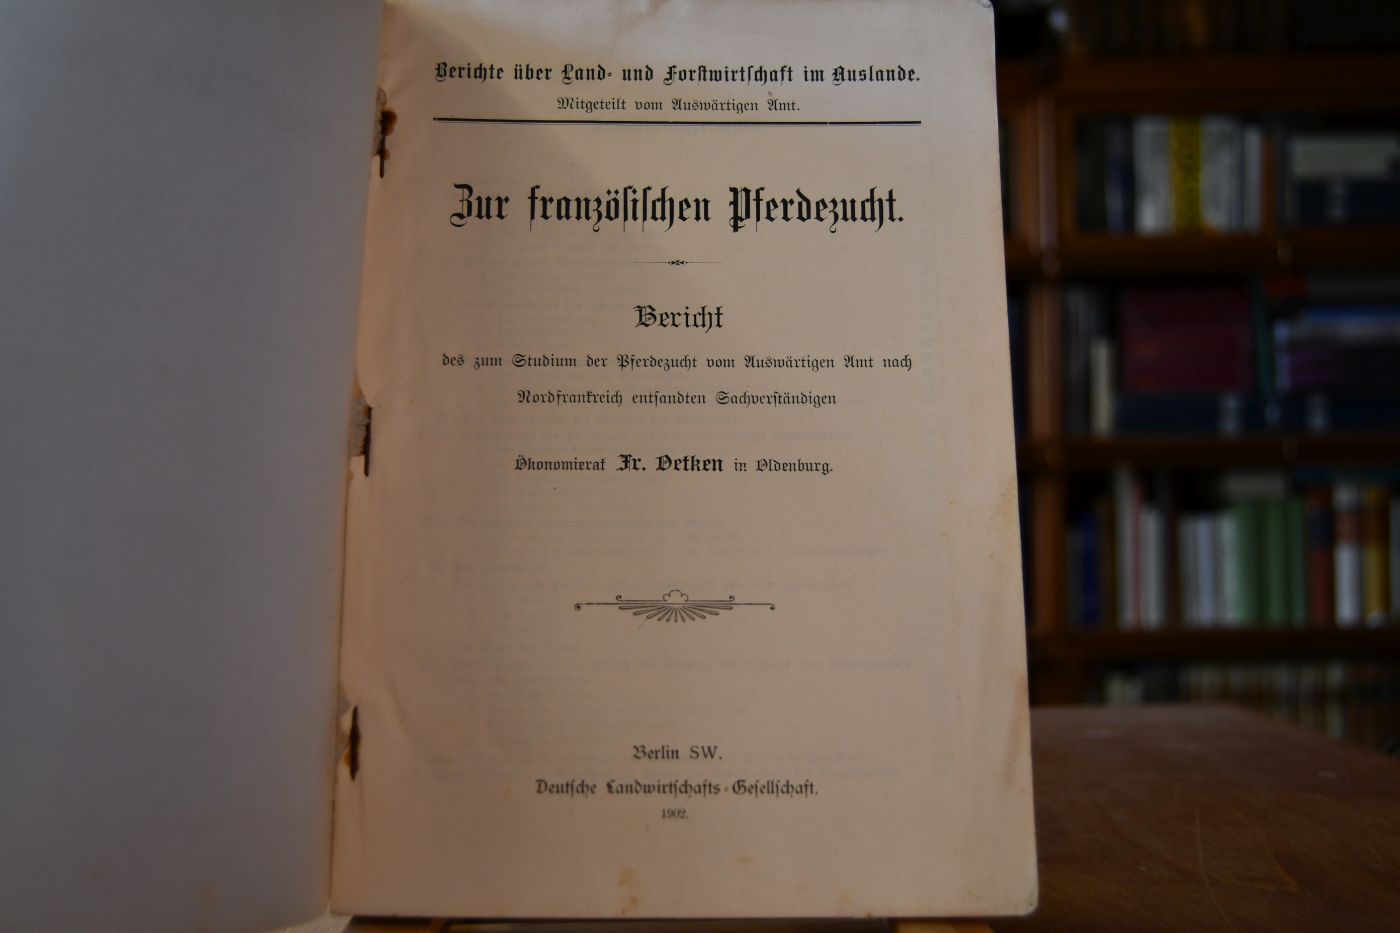 Berichte über Land- und Forstwirtschaft im Auslande.
Mitgeteilt vom Auswärtigen Amt.
Zur französischen Pferdezucht.
Bericht
des zum Studium der Pferdezucht vom Auswärtigen Amt nach
Nordfrankreich entsandten Sachverständigen
Ökonomierat Fr. Oetken in Oldenburg.
Berlin SW.
Deutsche Landwirtschafts-Gesellschaft.
1902.